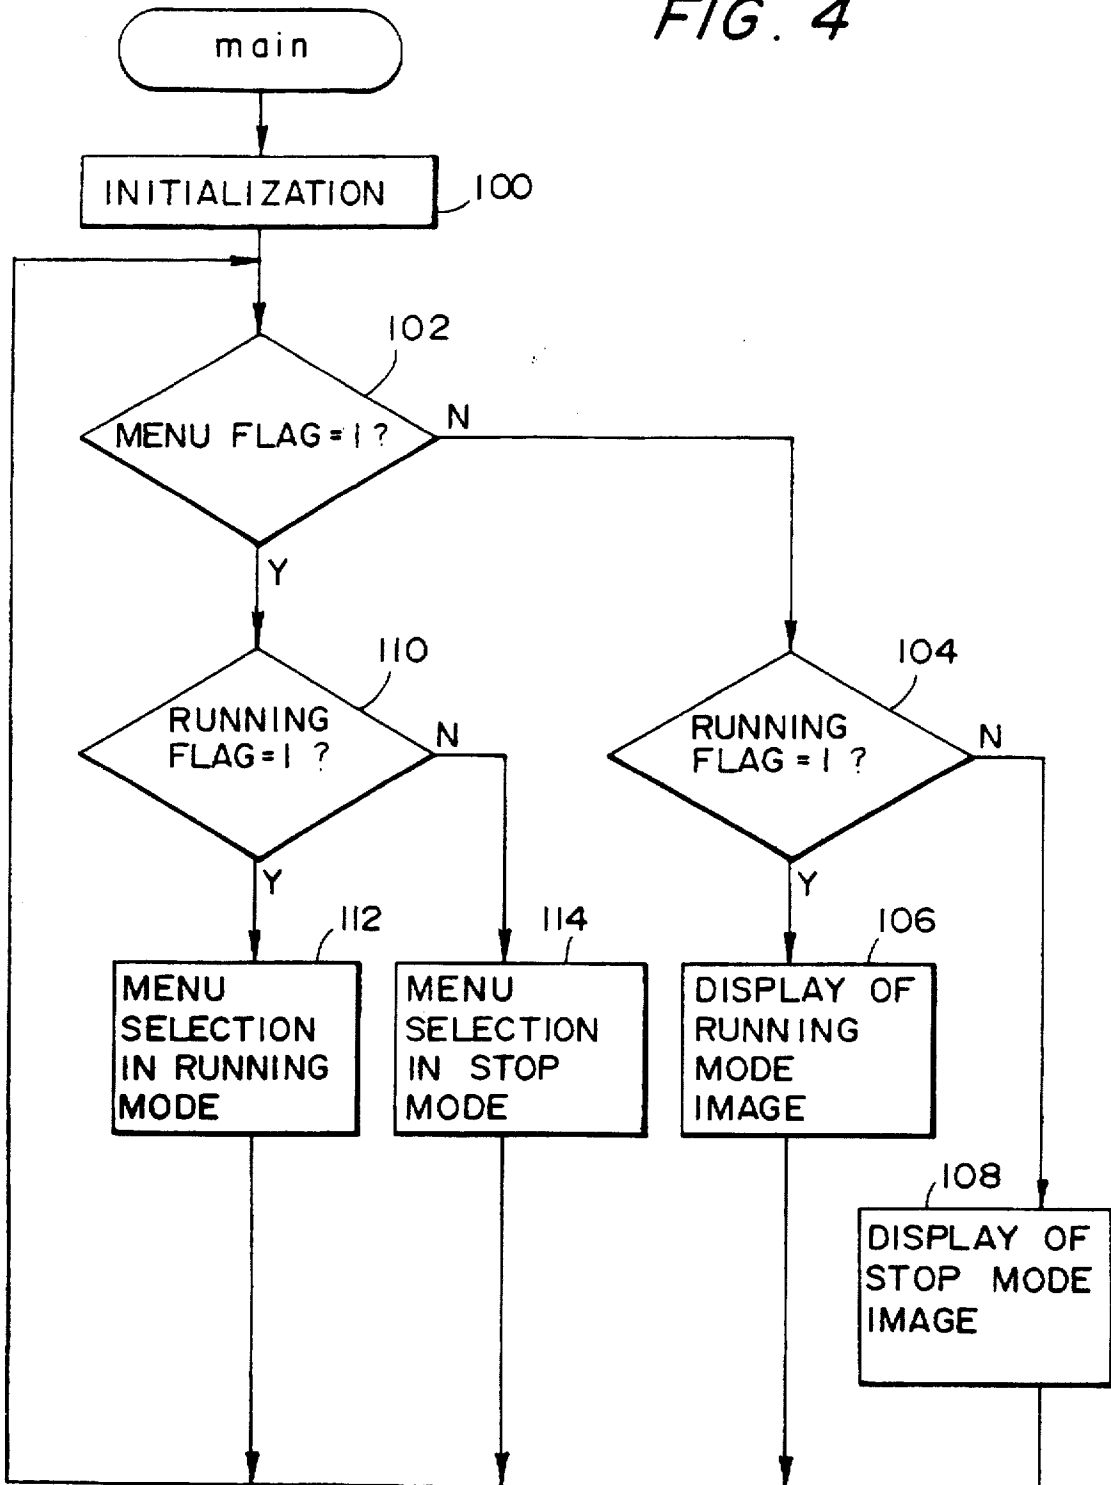 FIG. 4
main
INITIALIZATION
100
102
MENU FLAG=1?
N
Y
110
RUNNING
FLAG=1 ?
N
Y
104
RUNNING
FLAG=1 ?
N
Y
112
MENU
SELECTION
IN RUNNING
MODE
114
MENU
SELECTION
IN STOP
MODE
106
DISPLAY OF
RUNNING
MODE
IMAGE
108
DISPLAY OF
STOP MODE
IMAGE